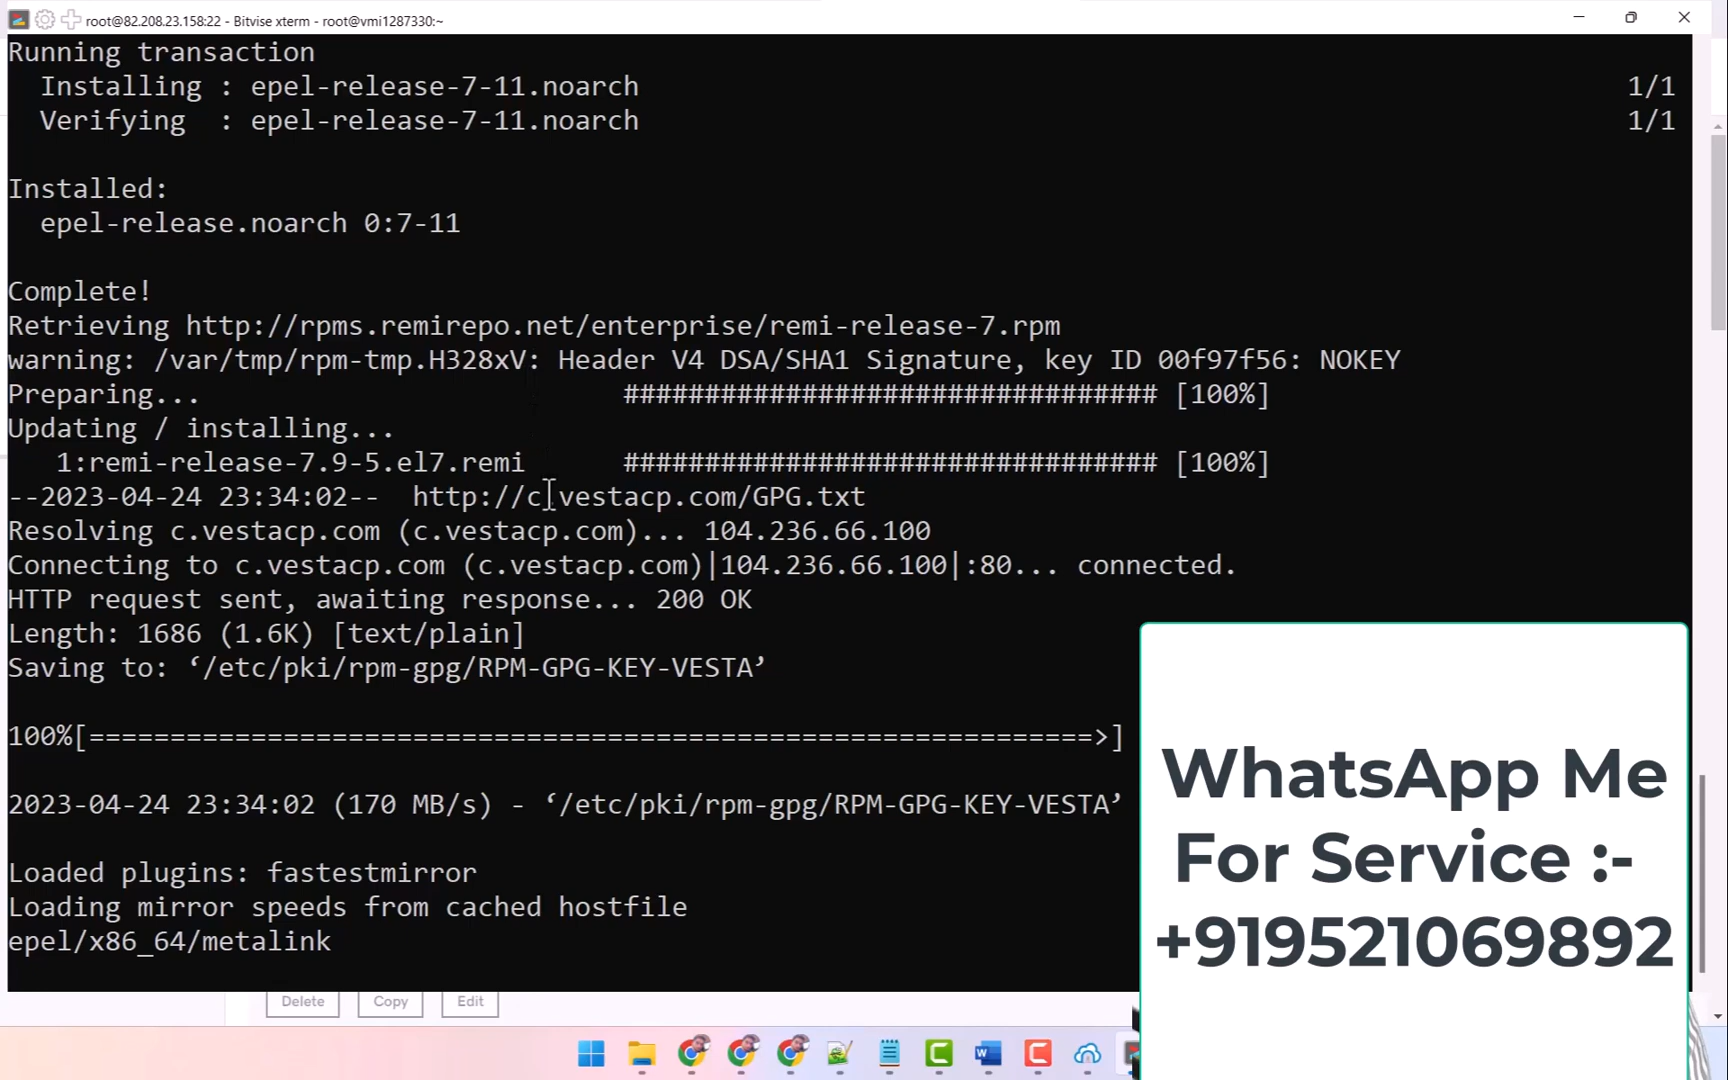 root@82.208.23.158:22 - Bitvise xterm - root@vmi1287330:~
Running transaction
Installing : epel-release-7-11.noarch 1/1
Verifying : epel-release-7-11.noarch 1/1
Installed:
epel-release.noarch 0:7-11
Complete!
Retrieving http://rpms.remirepo.net/enterprise/remi-release-7.rpm
warning: /var/tmp/rpm-tmp.H328xV: Header V4 DSA/SHA1 Signature, key ID 00f97f56: NOKEY
Preparing... ################################# [100%]
Updating / installing...
1:remi-release-7.9-5.el7.remi ################################# [100%]
--2023-04-24 23:34:02-- http://c.vestacp.com/GPG.txt
Resolving c.vestacp.com (c.vestacp.com)... 104.236.66.100
Connecting to c.vestacp.com (c.vestacp.com)|104.236.66.100|:80... connected.
HTTP request sent, awaiting response... 200 OK
Length: 1686 (1.6K) [text/plain]
Saving to: ‘/etc/pki/rpm-gpg/RPM-GPG-KEY-VESTA’
100%[==============================================================>]
2023-04-24 23:34:02 (170 MB/s) - ‘/etc/pki/rpm-gpg/RPM-GPG-KEY-VESTA’
Loaded plugins: fastestmirror
Loading mirror speeds from cached hostfile
epel/x86_64/metalink
WhatsApp Me
For Service :-
+919521069892
Delete Copy Edit